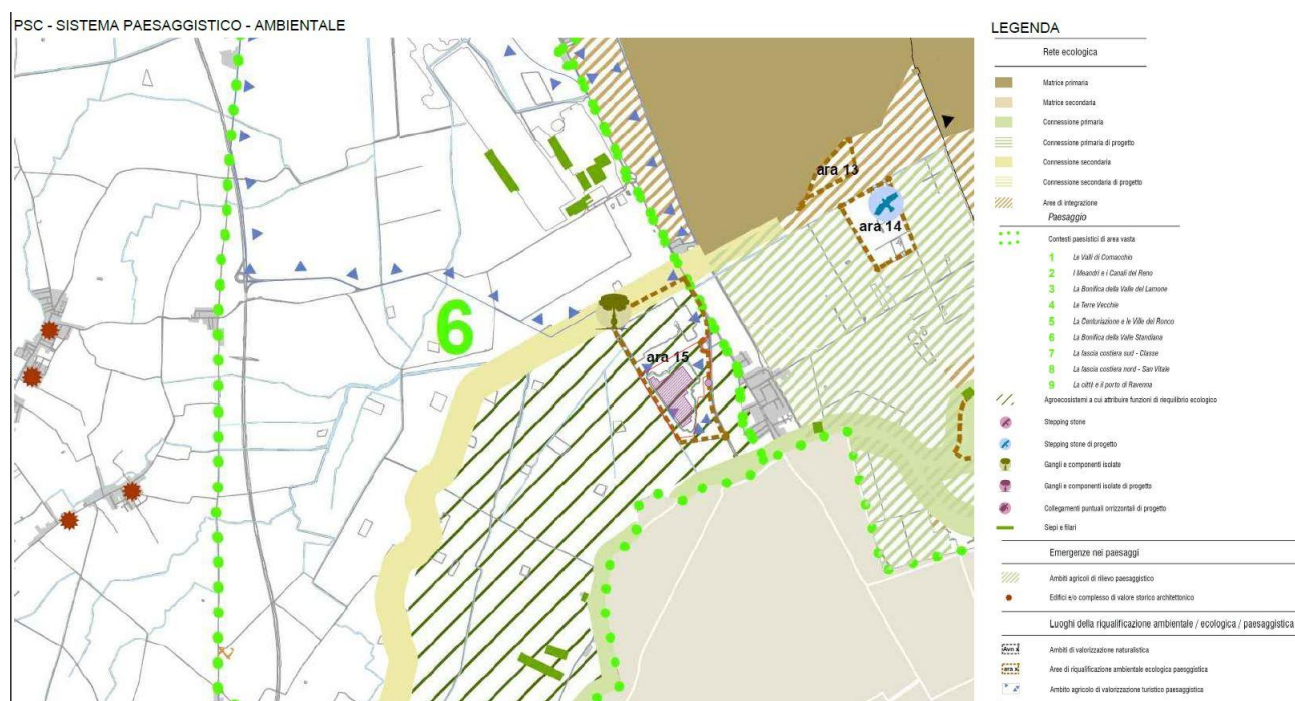 PSC - SISTEMA PAESAGGISTICO - AMBIENTALE
ara 13
ara 14
6
ara 15
LEGENDA
Rete ecologica
Matrice primaria
Matrice secondaria
Connessione primaria
Connessione primaria di progetto
Connessione secondaria
Connessione secondaria di progetto
Aree di integrazione
Paesaggio
Contesti paesistici di area vasta
1 Le Valli di Comacchio
2 I Meandri e i Canali del Reno
3 La Bonifica della Valle del Lamone
4 Le Terre Vecchie
5 La Centuriazione e le Ville del Ronco
6 La Bonifica della Valle Standiana
7 La fascia costiera sud - Classe
8 La fascia costiera nord - San Vitale
9 La città e il porto di Ravenna
Agroecosistemi a cui attribuire funzioni di riequilibrio ecologico
Stepping stone
Stepping stone di progetto
Gangli e componenti isolate
Gangli e componenti isolate di progetto
Collegamenti puntuali orrizzontali di progetto
Siepi e filari
Emergenze nei paesaggi
Ambiti agricoli di rilievo paesaggistico
Edifici e/o complesso di valore storico architettonico
Luoghi della riqualificazione ambientale / ecologica / paesaggistica
Avn x Ambiti di valorizzazione naturalistica
ara x Aree di riqualificazione ambientale ecologica paesggistica
Ambito agricolo di valorizzazione turistico paesaggistica